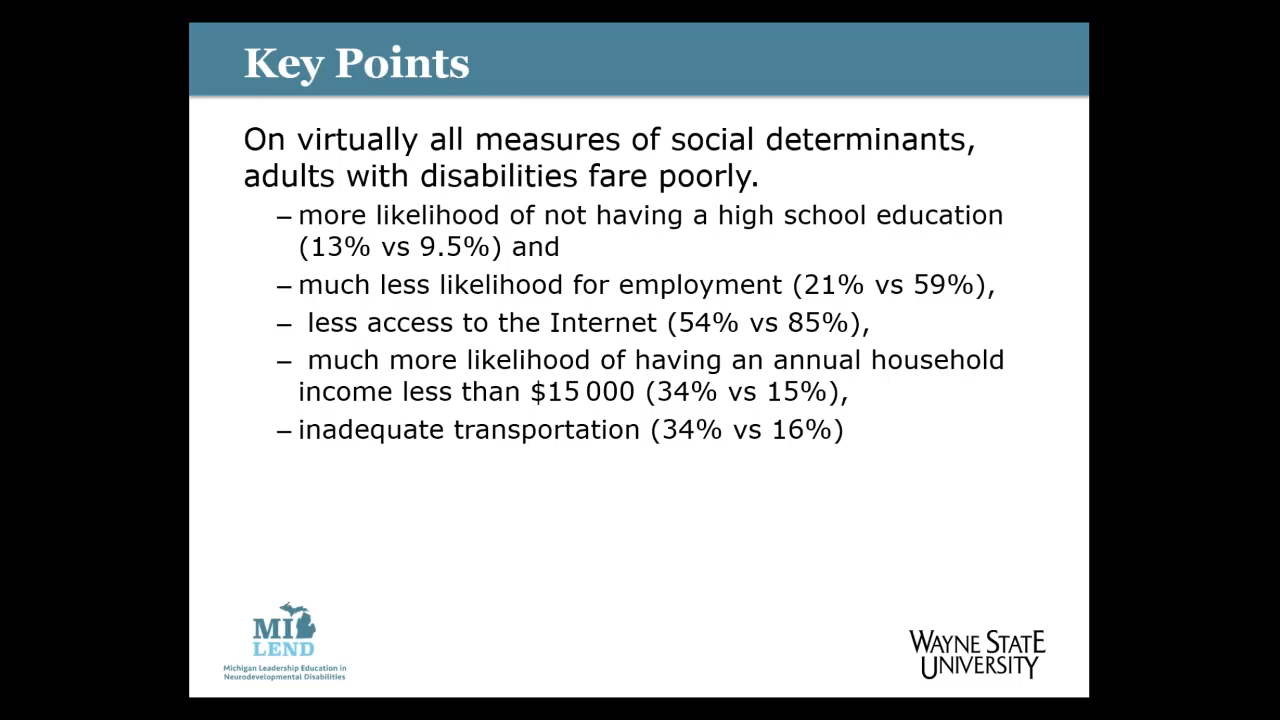 Key Points
On virtually all measures of social determinants,
adults with disabilities fare poorly.
– more likelihood of not having a high school education
(13% vs 9.5%) and
– much less likelihood for employment (21% vs 59%),
– less access to the Internet (54% vs 85%),
– much more likelihood of having an annual household
income less than $15 000 (34% vs 15%),
– inadequate transportation (34% vs 16%)
MI
LEND
Michigan Leadership Education in
Neurodevelopmental Disabilities
WAYNE STATE
UNIVERSITY